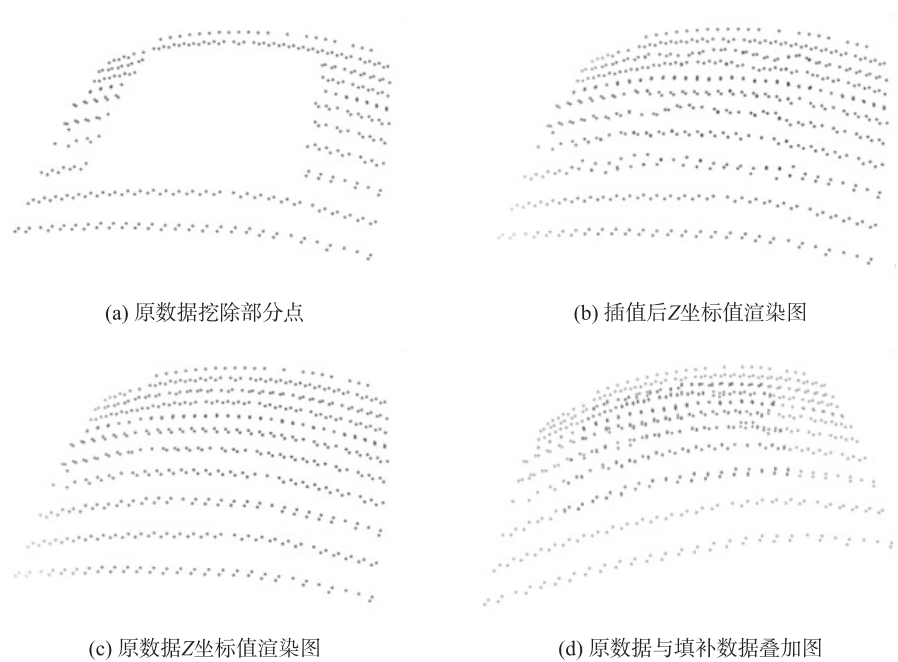 (a) 原数据挖除部分点
(b) 插值后Z坐标值渲染图
(c) 原数据Z坐标值渲染图
(d) 原数据与填补数据叠加图